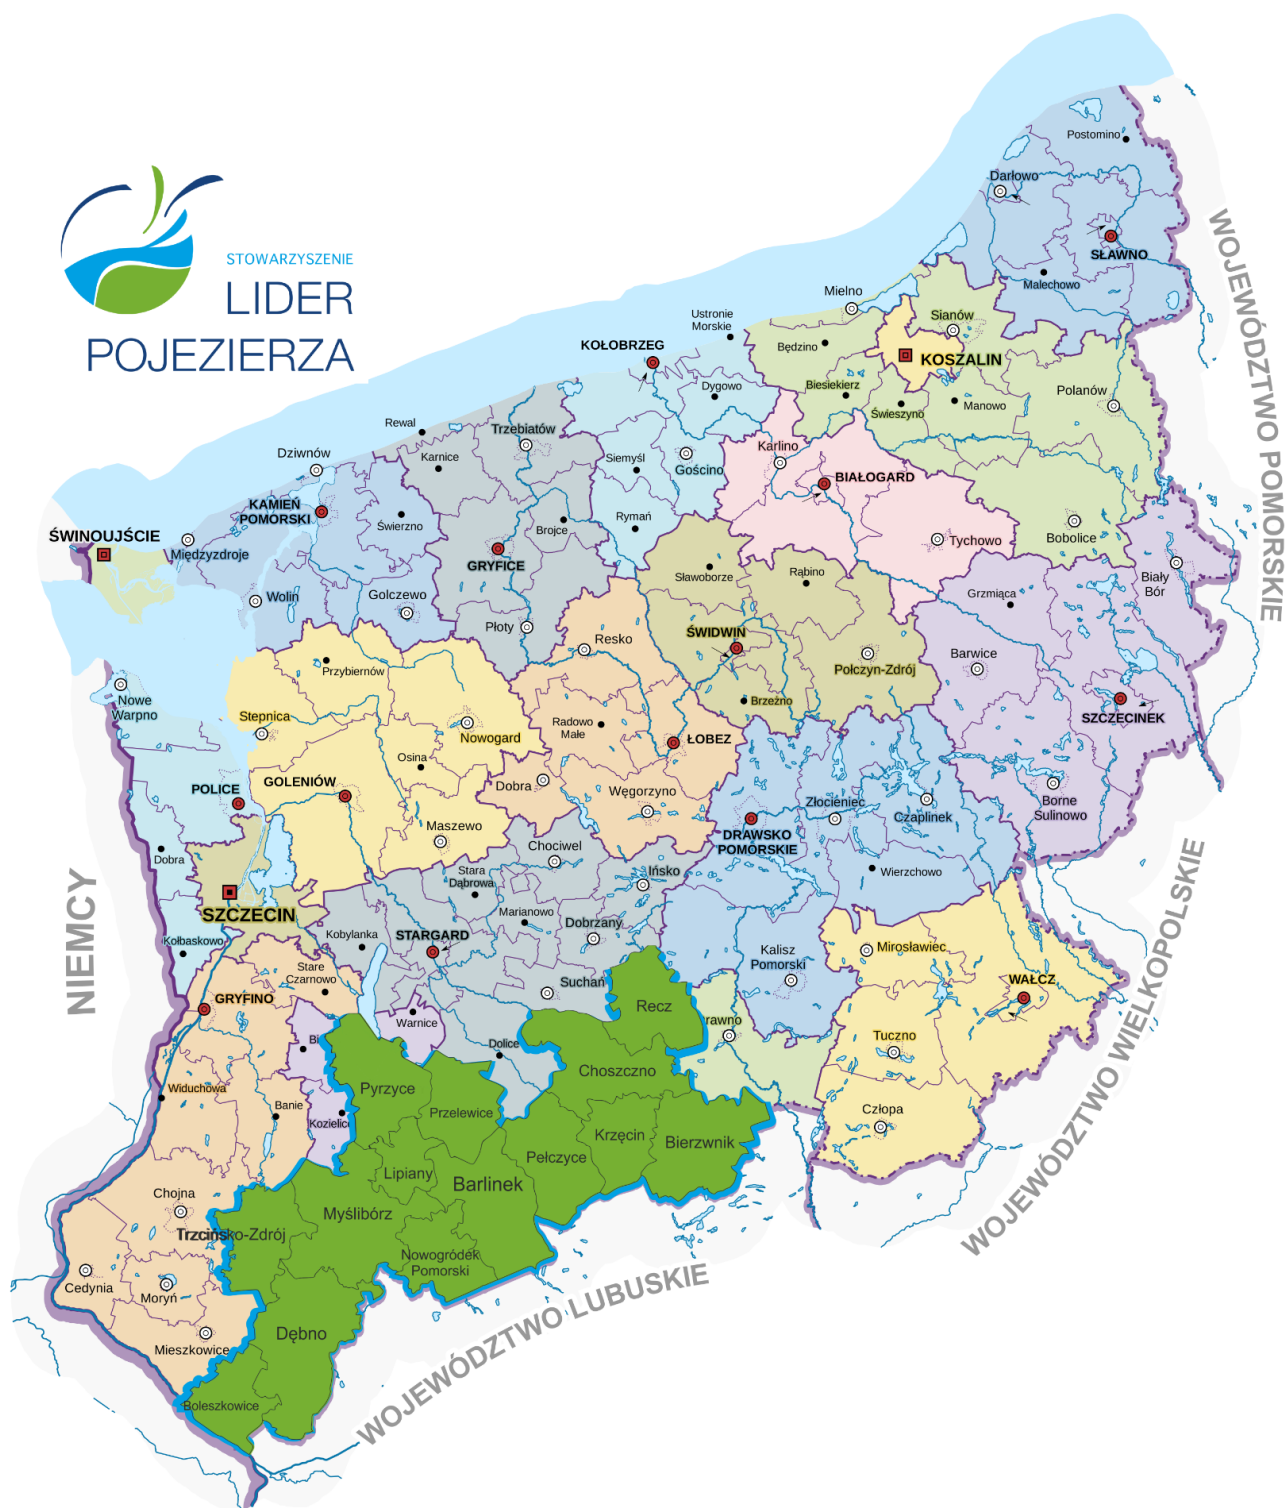 STOWARZYSZENIE
LIDER
POJEZIERZA
Postomino
Darłowo
SŁAWNO
Malechowo
Mielno
Sianów
Ustronie
Morskie
KOŁOBRZEG
Będzino
KOSZALIN
Dygowo
Biesiekierz
Polanów
Świeszyno
Manowo
Rewal
Trzebiatów
Karnice
Dziwnów
Siemyśl
Gościno
Karlino
BIAŁOGARD
KAMIEŃ
POMORSKI
Świerzno
Brojce
Rymań
Tychowo
Bobolice
ŚWINOUJŚCIE
Międzyzdroje
GRYFICE
Sławoborze
Rąbino
Biały
Bór
Grzmiąca
Wolin
Golczewo
Płoty
Resko
ŚWIDWIN
Połczyn-Zdrój
Barwice
Przybiernów
Nowe
Warpno
Stepnica
Nowogard
Radowo
Małe
ŁOBEZ
Brzeźno
SZCZECINEK
Osina
POLICE
GOLENIÓW
Dobra
Węgorzyno
Złocieniec
Czaplinek
Borne
Sulinowo
Maszewo
DRAWSKO
POMORSKIE
Dobra
Chociwel
Stara
Dąbrowa
Ińsko
Wierzchowo
SZCZECIN
Marianowo
Dobrzany
Kobylanka
STARGARD
Kołbaskowo
Kalisz
Pomorski
Mirosławiec
Stare
Czarnowo
Suchań
WAŁCZ
GRYFINO
Recz
Warnice
rawno
Bi
Dolice
Tuczno
Choszczno
Widuchowa
Pyrzyce
Banie
Przelewice
Kozielic
Krzęcin
Bierzwnik
Człopa
Pełczyce
Lipiany
Barlinek
Chojna
Myślibórz
Trzcińsko-Zdrój
Nowogródek
Pomorski
Cedynia
Moryń
Dębno
Mieszkowice
Boleszkowice
NIEMCY
WOJEWÓDZTWO POMORSKIE
WOJEWÓDZTWO WIELKOPOLSKIE
WOJEWÓDZTWO LUBUSKIE